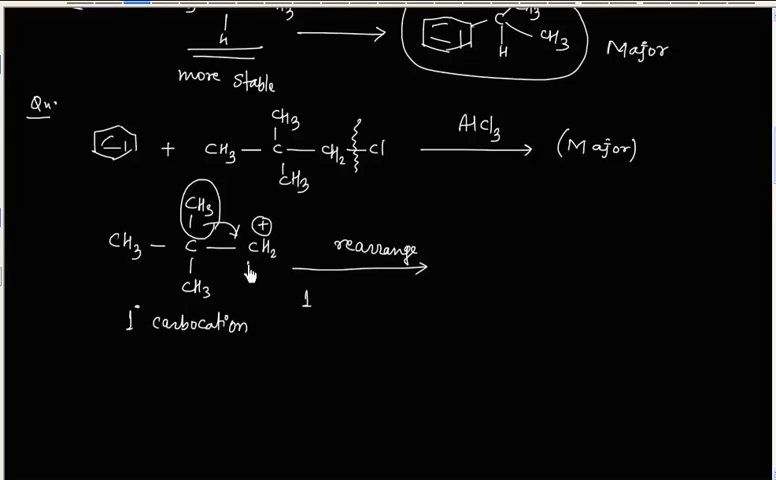 H
C
CH3
H
Major
more stable
Qn.
CH3
+ CH3 — C — CH2 — Cl AlCl3 (Major)
CH3
CH3
CH3 — C — CH2 + rearrange
CH3 1
1° carbocation